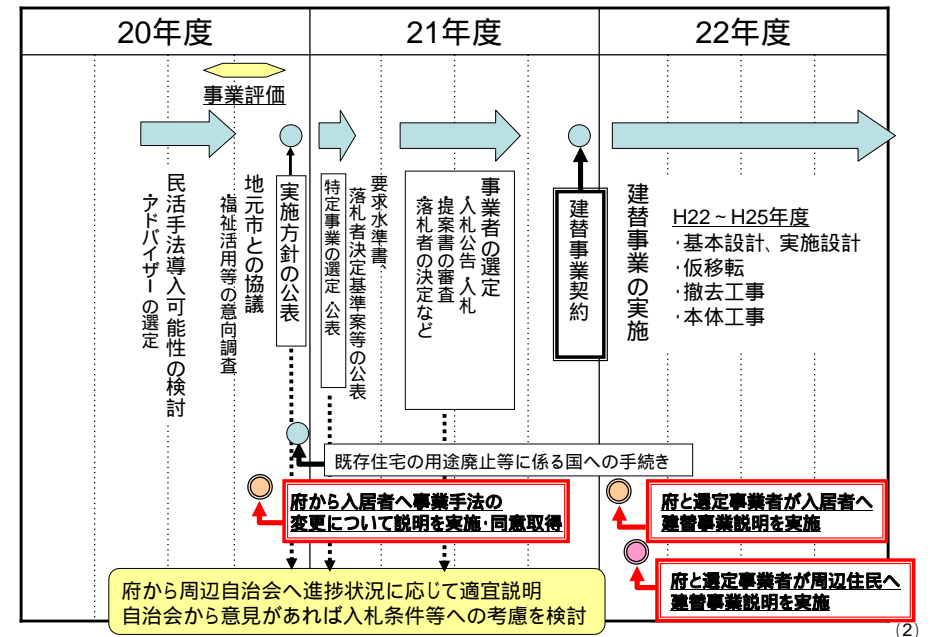 20年度
21年度
22年度
事業評価
民活手法導入可能性の検討
・アドバイザーの選定
地元市との協議
・福祉活用等の意向調査
実施方針の公表
特定事業の選定・公表
要求水準書、
落札者決定基準案等の公表
事業者の選定
・入札公告・入札
・提案書の審査
・落札者の決定など
建替事業契約
建替事業の実施
H22～H25年度
・基本設計、実施設計
・仮移転
・撤去工事
・本体工事
既存住宅の用途廃止等に係る国への手続き
府から入居者へ事業手法の
変更について説明を実施・同意取得
府と選定事業者が入居者へ
建替事業説明を実施
府と選定事業者が周辺住民へ
建替事業説明を実施
府から周辺自治会へ進捗状況に応じて適宜説明
自治会から意見があれば入札条件等への考慮を検討
(2)